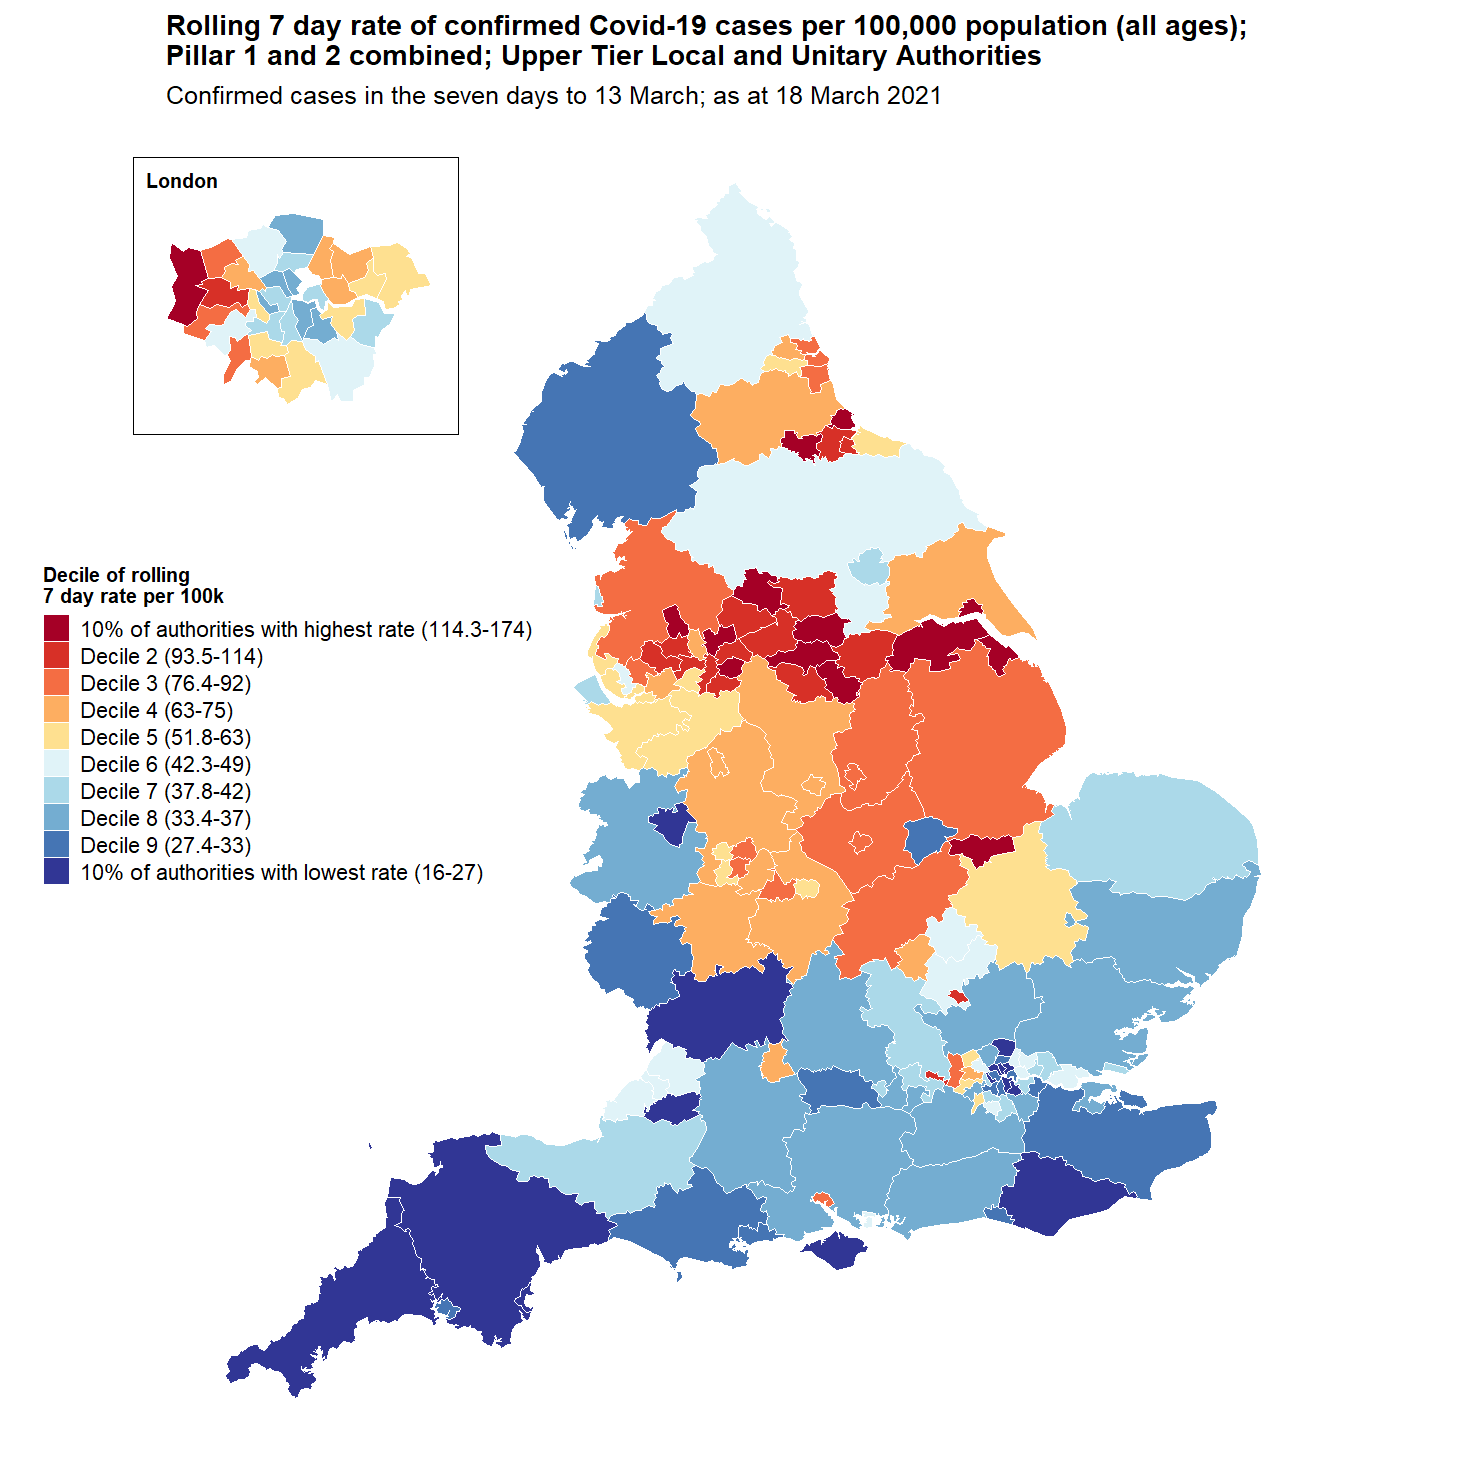 Rolling 7 day rate of confirmed Covid-19 cases per 100,000 population (all ages);
Pillar 1 and 2 combined; Upper Tier Local and Unitary Authorities
Confirmed cases in the seven days to 13 March; as at 18 March 2021
London
Decile of rolling
7 day rate per 100k
10% of authorities with highest rate (114.3-174)
Decile 2 (93.5-114)
Decile 3 (76.4-92)
Decile 4 (63-75)
Decile 5 (51.8-63)
Decile 6 (42.3-49)
Decile 7 (37.8-42)
Decile 8 (33.4-37)
Decile 9 (27.4-33)
10% of authorities with lowest rate (16-27)